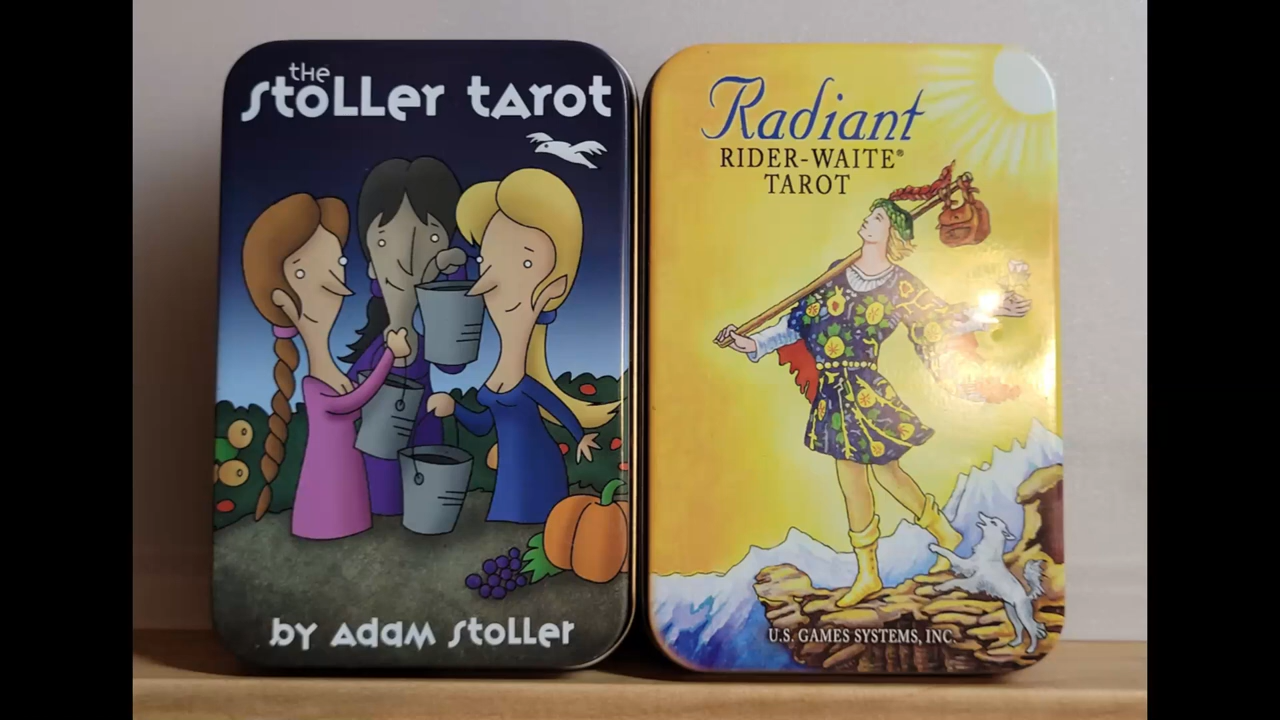 the
Stoller tarot
by Adam Stoller
Radiant
RIDER-WAITE®
TAROT
U.S. GAMES SYSTEMS, INC.